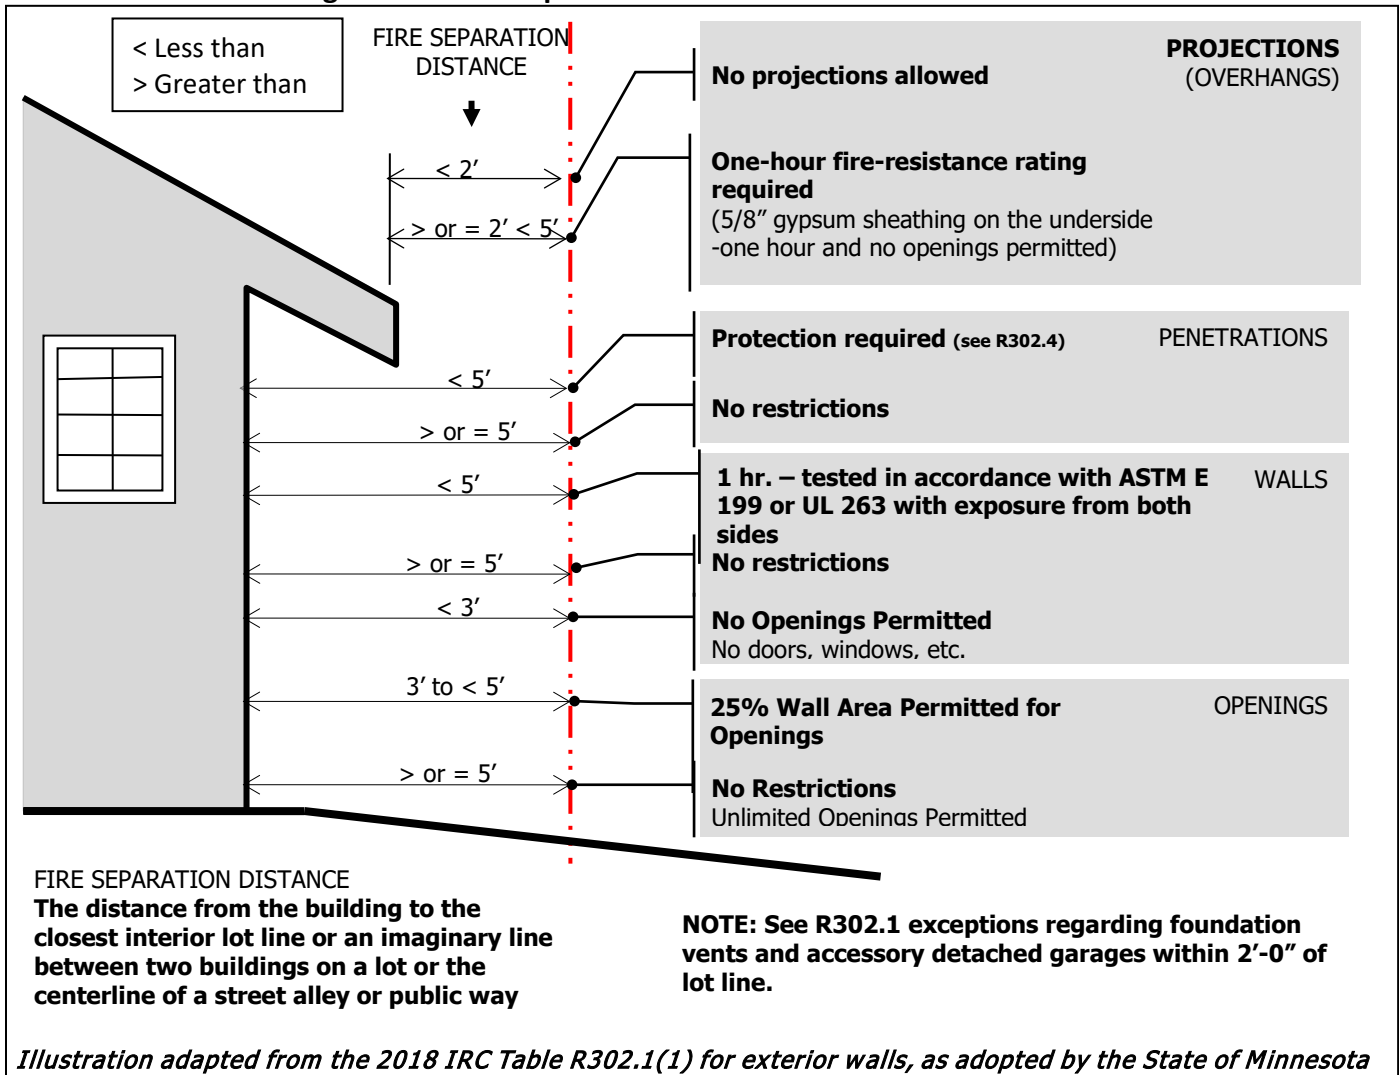 < Less than
> Greater than
FIRE SEPARATION
DISTANCE
PROJECTIONS
(OVERHANGS)
No projections allowed
< 2’
One-hour fire-resistance rating
required
(5/8” gypsum sheathing on the underside
-one hour and no openings permitted)
> or = 2’ < 5’
Protection required (see R302.4)
PENETRATIONS
< 5’
No restrictions
> or = 5’
1 hr. – tested in accordance with ASTM E
199 or UL 263 with exposure from both
sides
WALLS
< 5’
No restrictions
> or = 5’
< 3’
No Openings Permitted
No doors, windows, etc.
3’ to < 5’
25% Wall Area Permitted for
Openings
OPENINGS
> or = 5’
No Restrictions
Unlimited Openings Permitted
FIRE SEPARATION DISTANCE
The distance from the building to the
closest interior lot line or an imaginary line
between two buildings on a lot or the
centerline of a street alley or public way
NOTE: See R302.1 exceptions regarding foundation
vents and accessory detached garages within 2’-0” of
lot line.
Illustration adapted from the 2018 IRC Table R302.1(1) for exterior walls, as adopted by the State of Minnesota